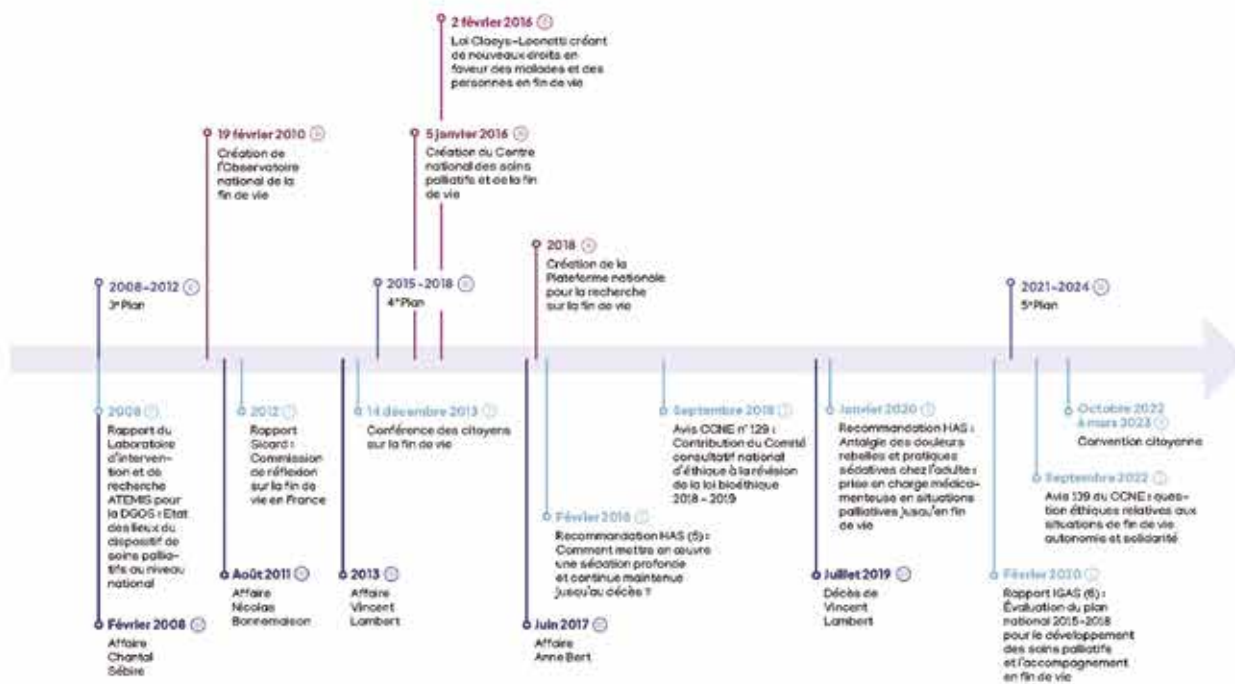 2 février 2016
Loi Claeys-Leonetti créant
de nouveaux droits en
faveur des malades et des
personnes en fin de vie
19 février 2010
Création de
l'Observatoire
national de la
fin de vie
5 janvier 2016
Création du Centre
national des soins
palliatifs et de la fin
de vie
2018
Création de la
Plateforme nationale
pour la recherche
sur la fin de vie
2008-2012
3e Plan
2015-2018
4e Plan
2021-2024
5e Plan
2008
Rapport du
Laboratoire
d'interven-
tion et de
recherche
ATEMIS pour
la DGOS : Etat
des lieux du
dispositif de
soins pallia-
tifs au niveau
national
Février 2008
Affaire
Chantal
Sébire
2012
Rapport
Sicard :
Commission
de réflexion
sur la fin de
vie en France
Août 2011
Affaire
Nicolas
Bonnemaison
14 décembre 2013
Conférence des citoyens
sur la fin de vie
2013
Affaire
Vincent
Lambert
Février 2018
Recommandation HAS (5) :
Comment mettre en œuvre
une sédation profonde
et continue maintenue
jusqu'au décès ?
Juin 2017
Affaire
Anne Bert
Septembre 2018
Avis CCNE n° 129 :
Contribution du Comité
consultatif national
d'éthique à la révision
de la loi bioéthique
2018 - 2019
Janvier 2020
Recommandation HAS :
Antalgie des douleurs
rebelles et pratiques
sédatives chez l'adulte :
prise en charge médica-
menteuse en situations
palliatives jusqu'en fin
de vie
Juillet 2019
Décès de
Vincent
Lambert
Octobre 2022
à mars 2023
Convention citoyenne
Septembre 2022
Avis 139 du CCNE : ques-
tion éthiques relatives aux
situations de fin de vie
autonomie et solidarité
Février 2020
Rapport IGAS (6) :
Évaluation du plan
national 2015-2018
pour le développement
des soins palliatifs
et l'accompagnement
en fin de vie